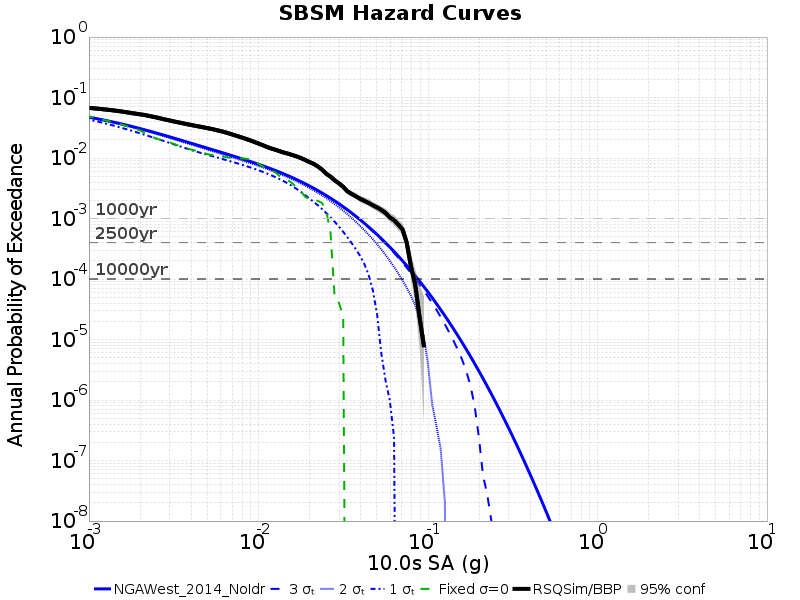 SBSM Hazard Curves
Annual Probability of Exceedance
10^0
10^-1
10^-2
10^-3
10^-4
10^-5
10^-6
10^-7
10^-8
1000yr
2500yr
10000yr
10^-3 10^-2 10^-1 10^0 10^1
10.0s SA (g)
NGAWest_2014_NoIdr 3 σₜ 2 σₜ 1 σₜ Fixed σ=0 RSQSim/BBP 95% conf